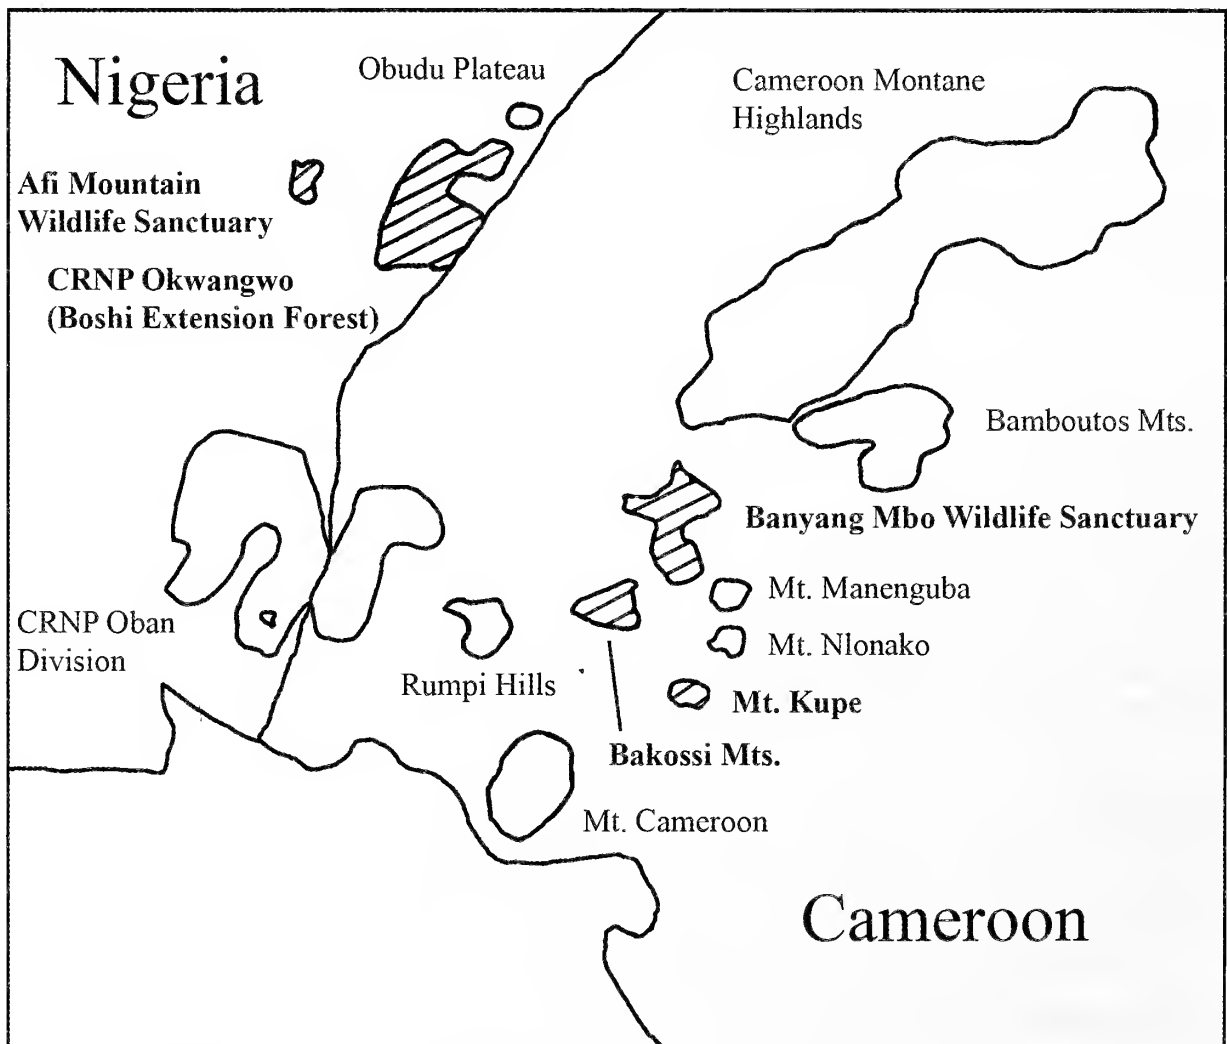 Nigeria
Obudu Plateau
Cameroon Montane
Highlands
Afi Mountain
Wildlife Sanctuary
CRNP Okwangwo
(Boshi Extension Forest)
Bamboutos Mts.
Banyang Mbo Wildlife Sanctuary
Mt. Manenguba
CRNP Oban
Division
Mt. Nlonako
Rumpi Hills
Mt. Kupe
Bakossi Mts.
Mt. Cameroon
Cameroon